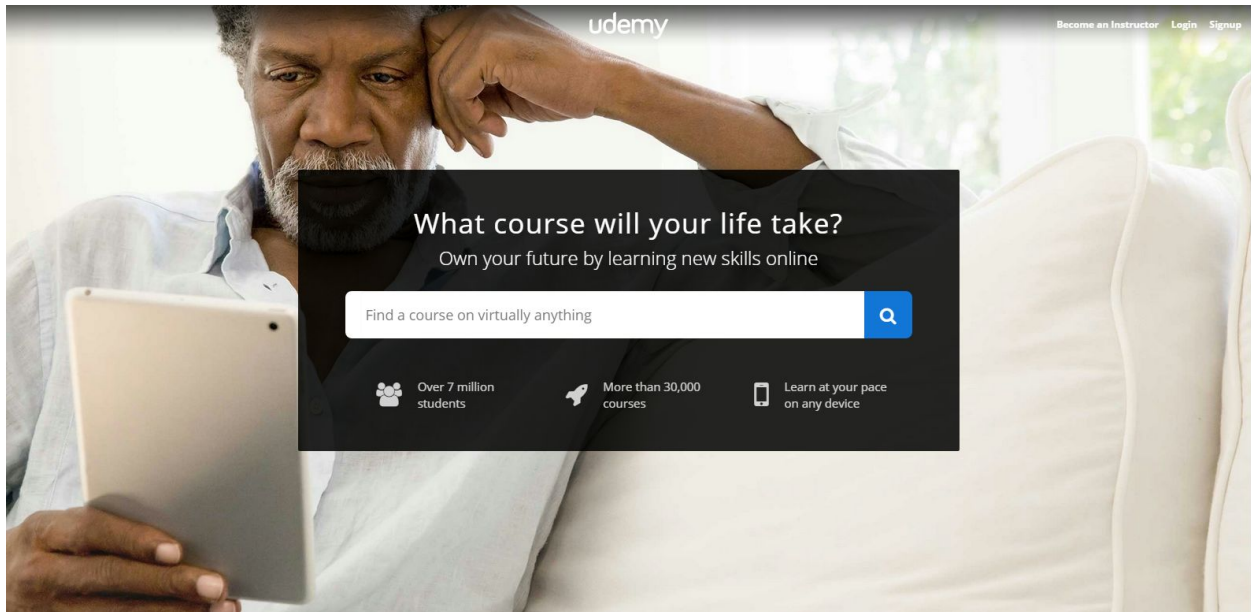 udemy
Become an Instructor Login Signup
What course will your life take?
Own your future by learning new skills online
Find a course on virtually anything
Over 7 million
students
More than 30,000
courses
Learn at your pace
on any device